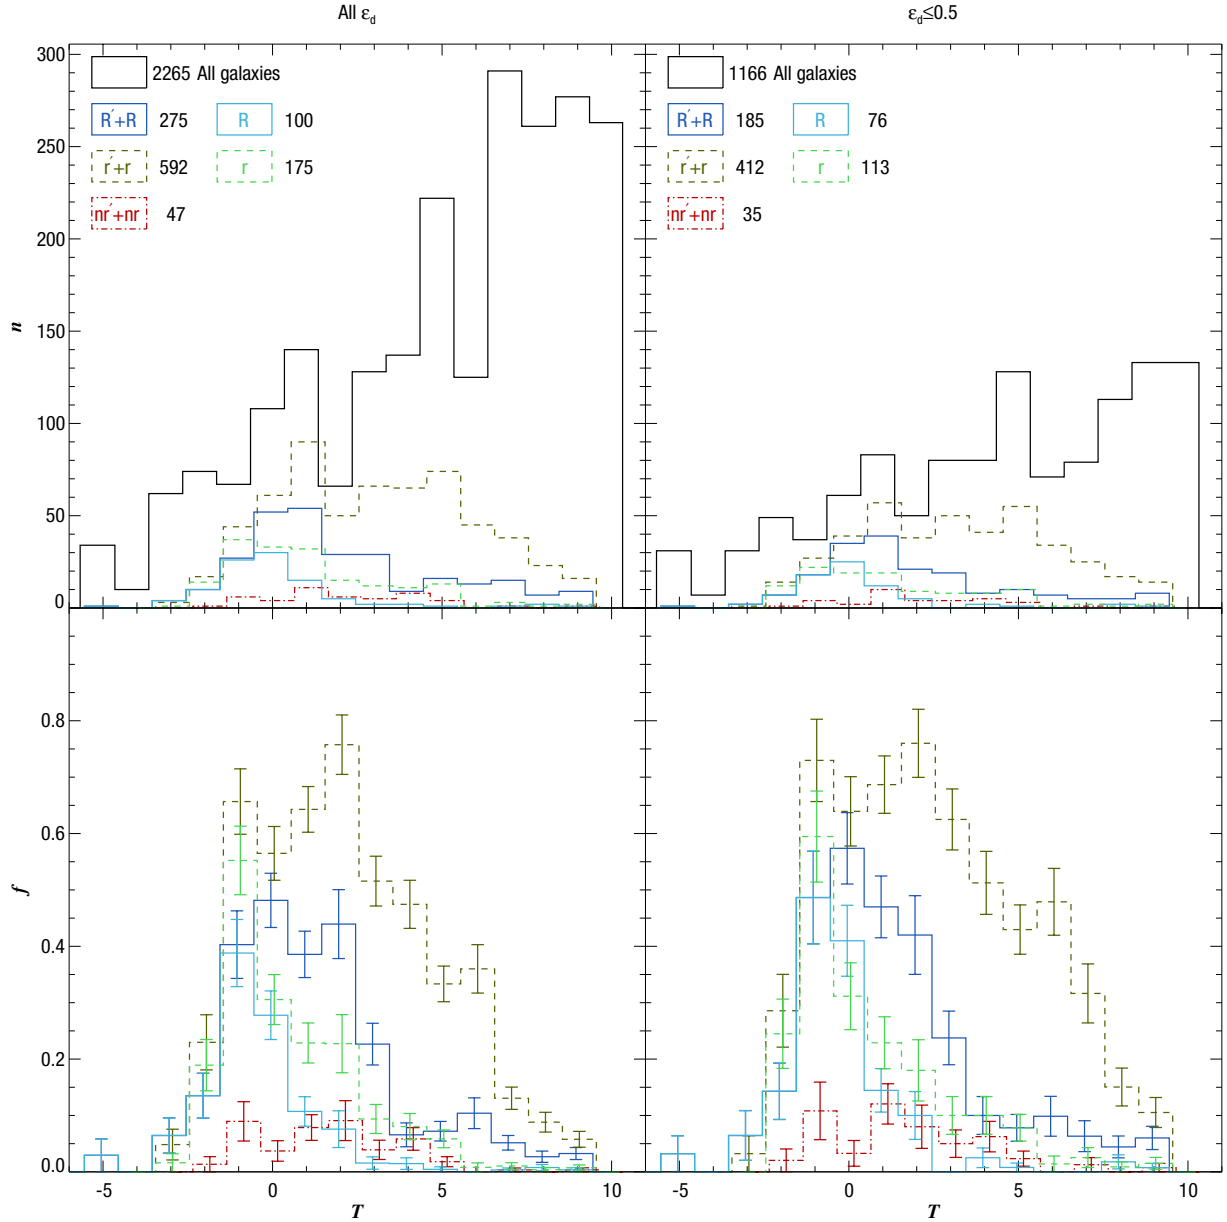 All ε_d
ε_d≤0.5
2265 All galaxies
R´+R 275 R 100
r´+r 592 r 175
nr´+nr 47
1166 All galaxies
R´+R 185 R 76
r´+r 412 r 113
nr´+nr 35
n
300
250
200
150
100
50
0
f
0.8
0.6
0.4
0.2
0.0
-5 0 5 10
T
-5 0 5 10
T